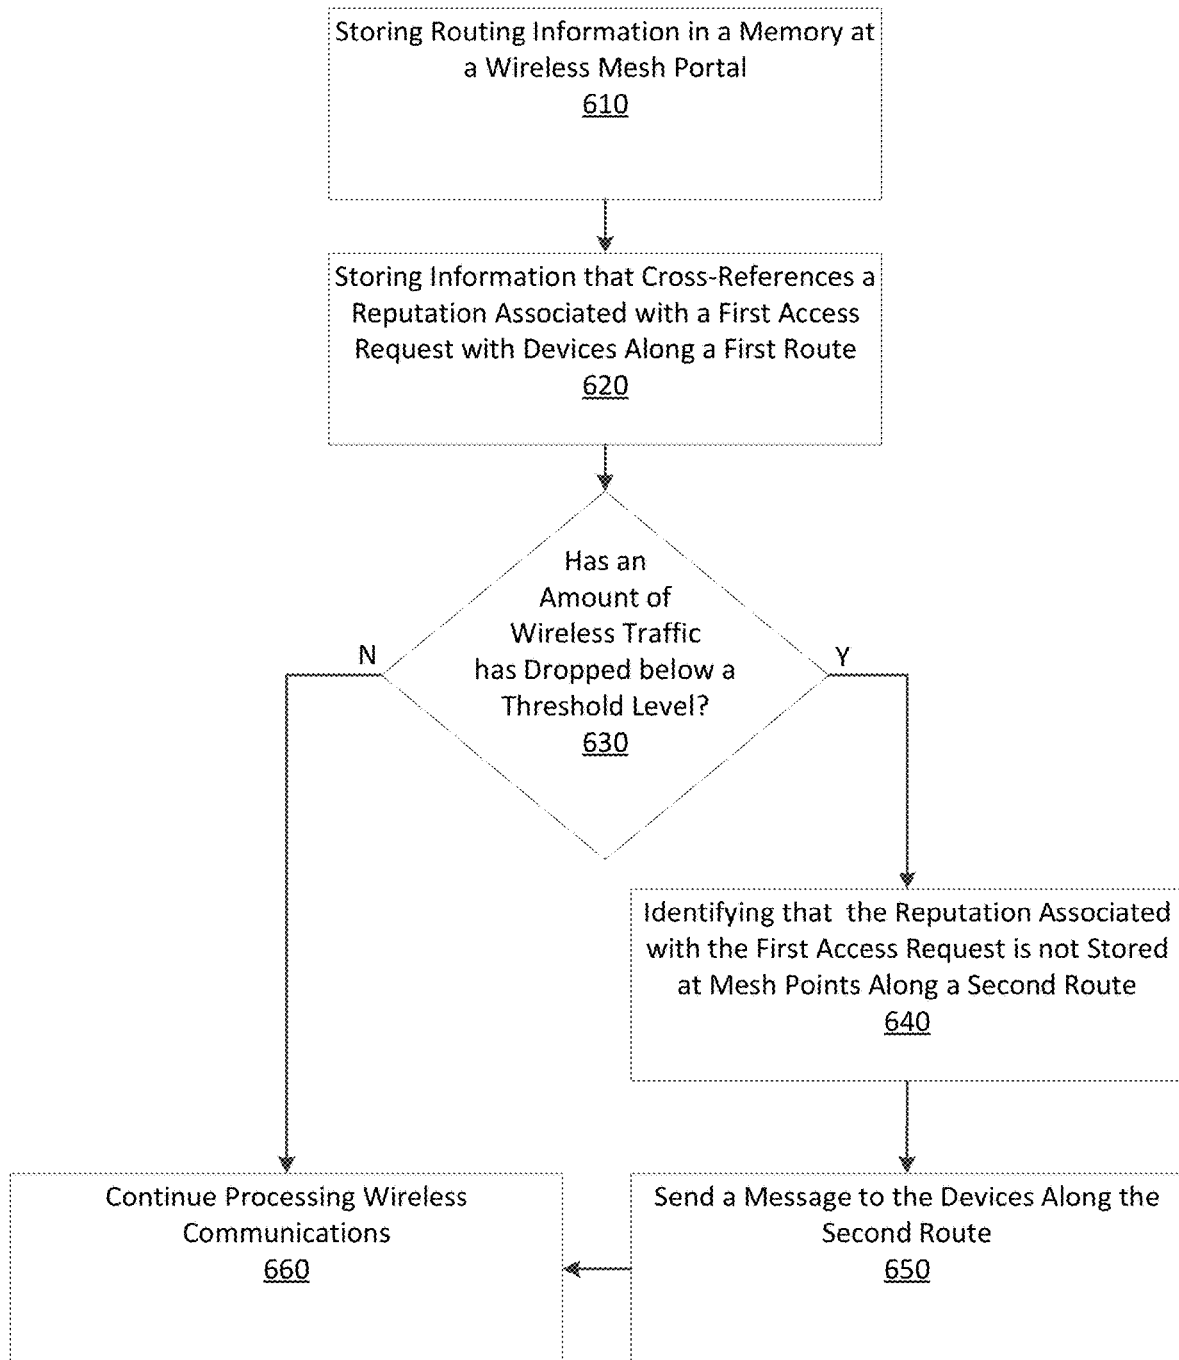 Storing Routing Information in a Memory at
a Wireless Mesh Portal
610
Storing Information that Cross-References a
Reputation Associated with a First Access
Request with Devices Along a First Route
620
Has an
Amount of
Wireless Traffic
has Dropped below a
Threshold Level?
630
N
Y
Identifying that the Reputation Associated
with the First Access Request is not Stored
at Mesh Points Along a Second Route
640
Send a Message to the Devices Along the
Second Route
650
Continue Processing Wireless
Communications
660